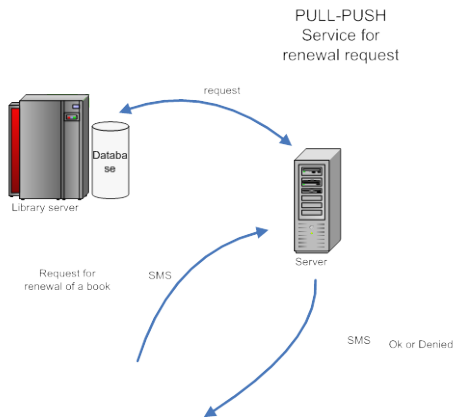 PULL-PUSH
Service for
renewal request
request
Databa
se
Library server
Server
Request for
renewal of a book
SMS
SMS
Ok or Denied